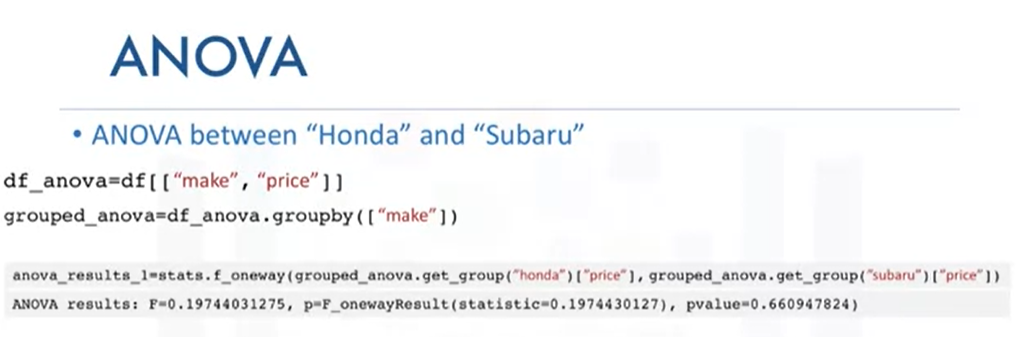 ANOVA
• ANOVA between “Honda” and “Subaru”
df_anova=df[[“make”, “price”]]
grouped_anova=df_anova.groupby([“make”])
anova_results_1=stats.f_oneway(grouped_anova.get_group(“honda”)[“price”], grouped_anova.get_group(“subaru”)[“price”])
ANOVA results: F=0.19744031275, p=F_onewayResult(statistic=0.1974430127), pvalue=0.660947824)